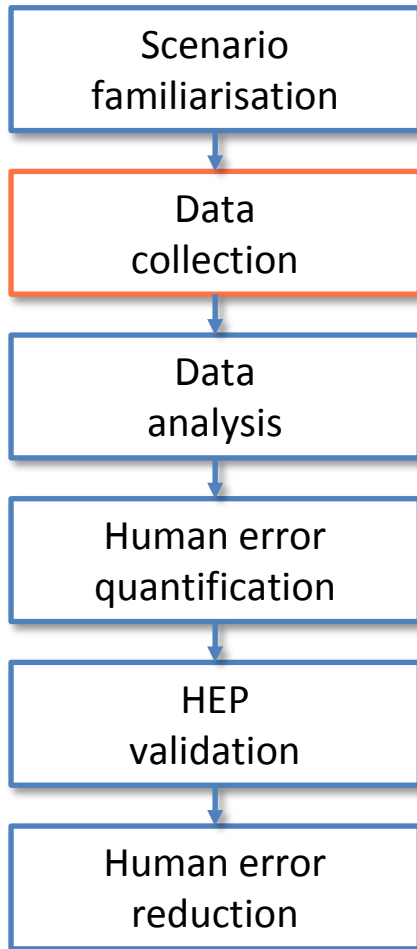 Scenario
familiarisation
Data
collection
Data
analysis
Human error
quantification
HEP
validation
Human error
reduction